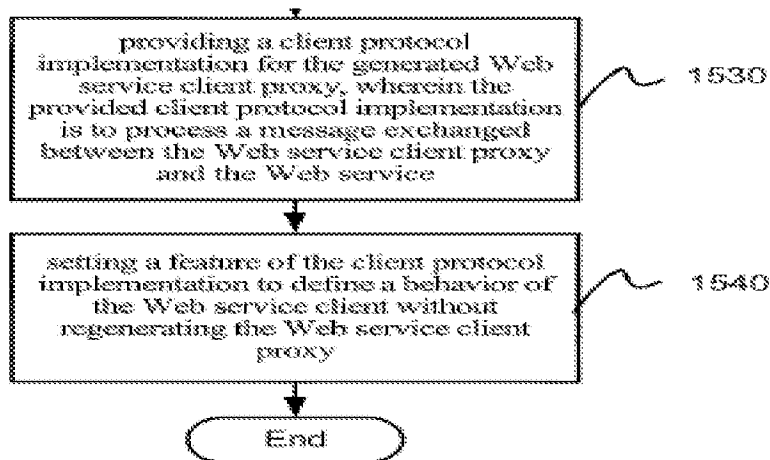 providing a client protocol
implementation for the generated Web
service client proxy, wherein the
provided client protocol implementation
is to process a message exchanged
between the Web service client proxy
and the Web service
1530
setting a feature of the client protocol
implementation to define a behavior of
the Web service client without
regenerating the Web service client
proxy
1540
End